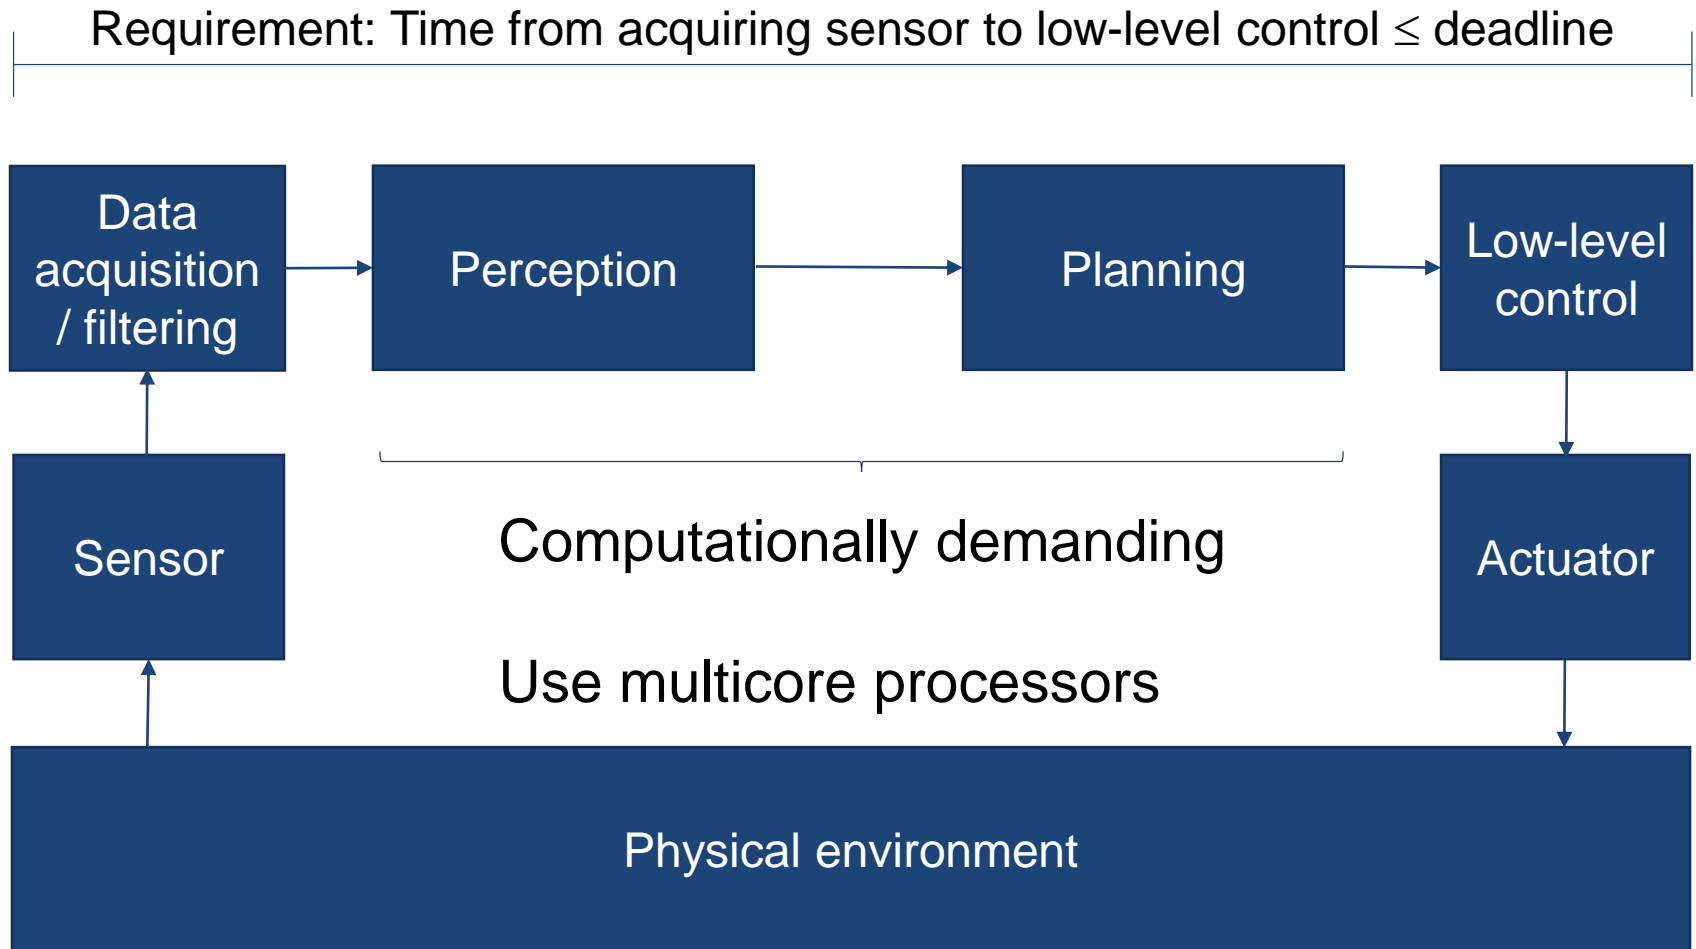 Requirement: Time from acquiring sensor to low-level control ≤ deadline
Data
acquisition
/ filtering
Perception
Planning
Low-level
control
Sensor
Computationally demanding
Actuator
Use multicore processors
Physical environment